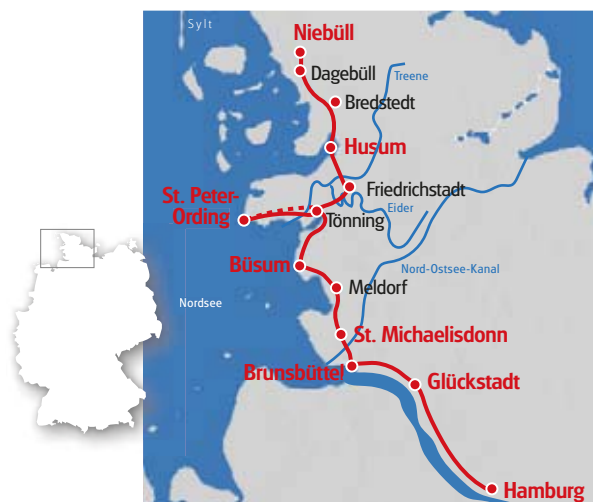 Sylt
Niebüll
Dagebüll
Treene
Bredstedt
Husum
Friedrichstadt
St. Peter-
Ording
Eider
Tönning
Büsum
Nord-Ostsee-Kanal
Meldorf
Nordsee
St. Michaelisdonn
Brunsbüttel
Glückstadt
Hamburg